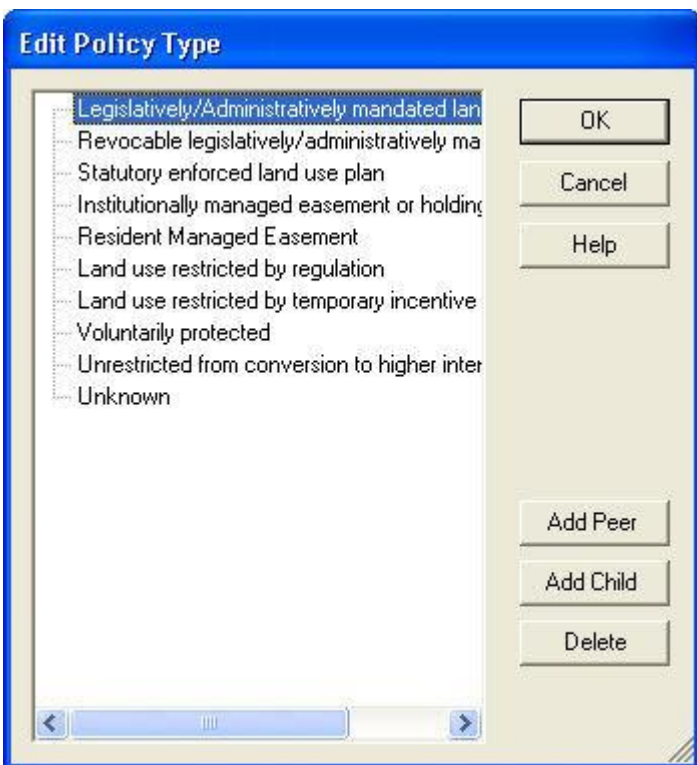 Edit Policy Type
Legislatively/Administratively mandated lan
Revocable legislatively/administratively ma
Statutory enforced land use plan
Institutionally managed easement or holding
Resident Managed Easement
Land use restricted by regulation
Land use restricted by temporary incentive
Voluntarily protected
Unrestricted from conversion to higher inter
Unknown
OK
Cancel
Help
Add Peer
Add Child
Delete